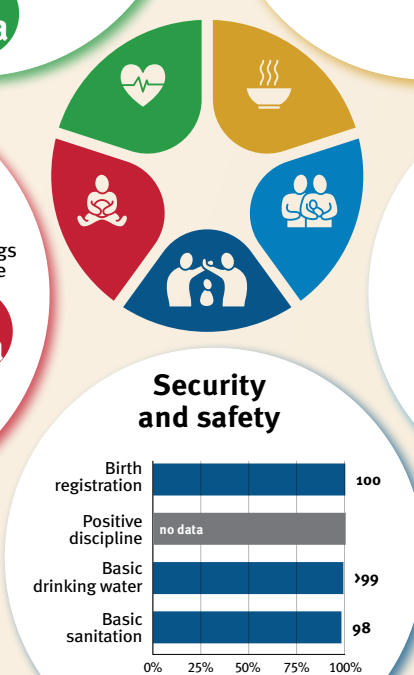 a
gs
e
Security
and safety
Birth
registration
100
Positive
discipline
no data
Basic
drinking water
>99
Basic
sanitation
98
0% 25% 50% 75% 100%